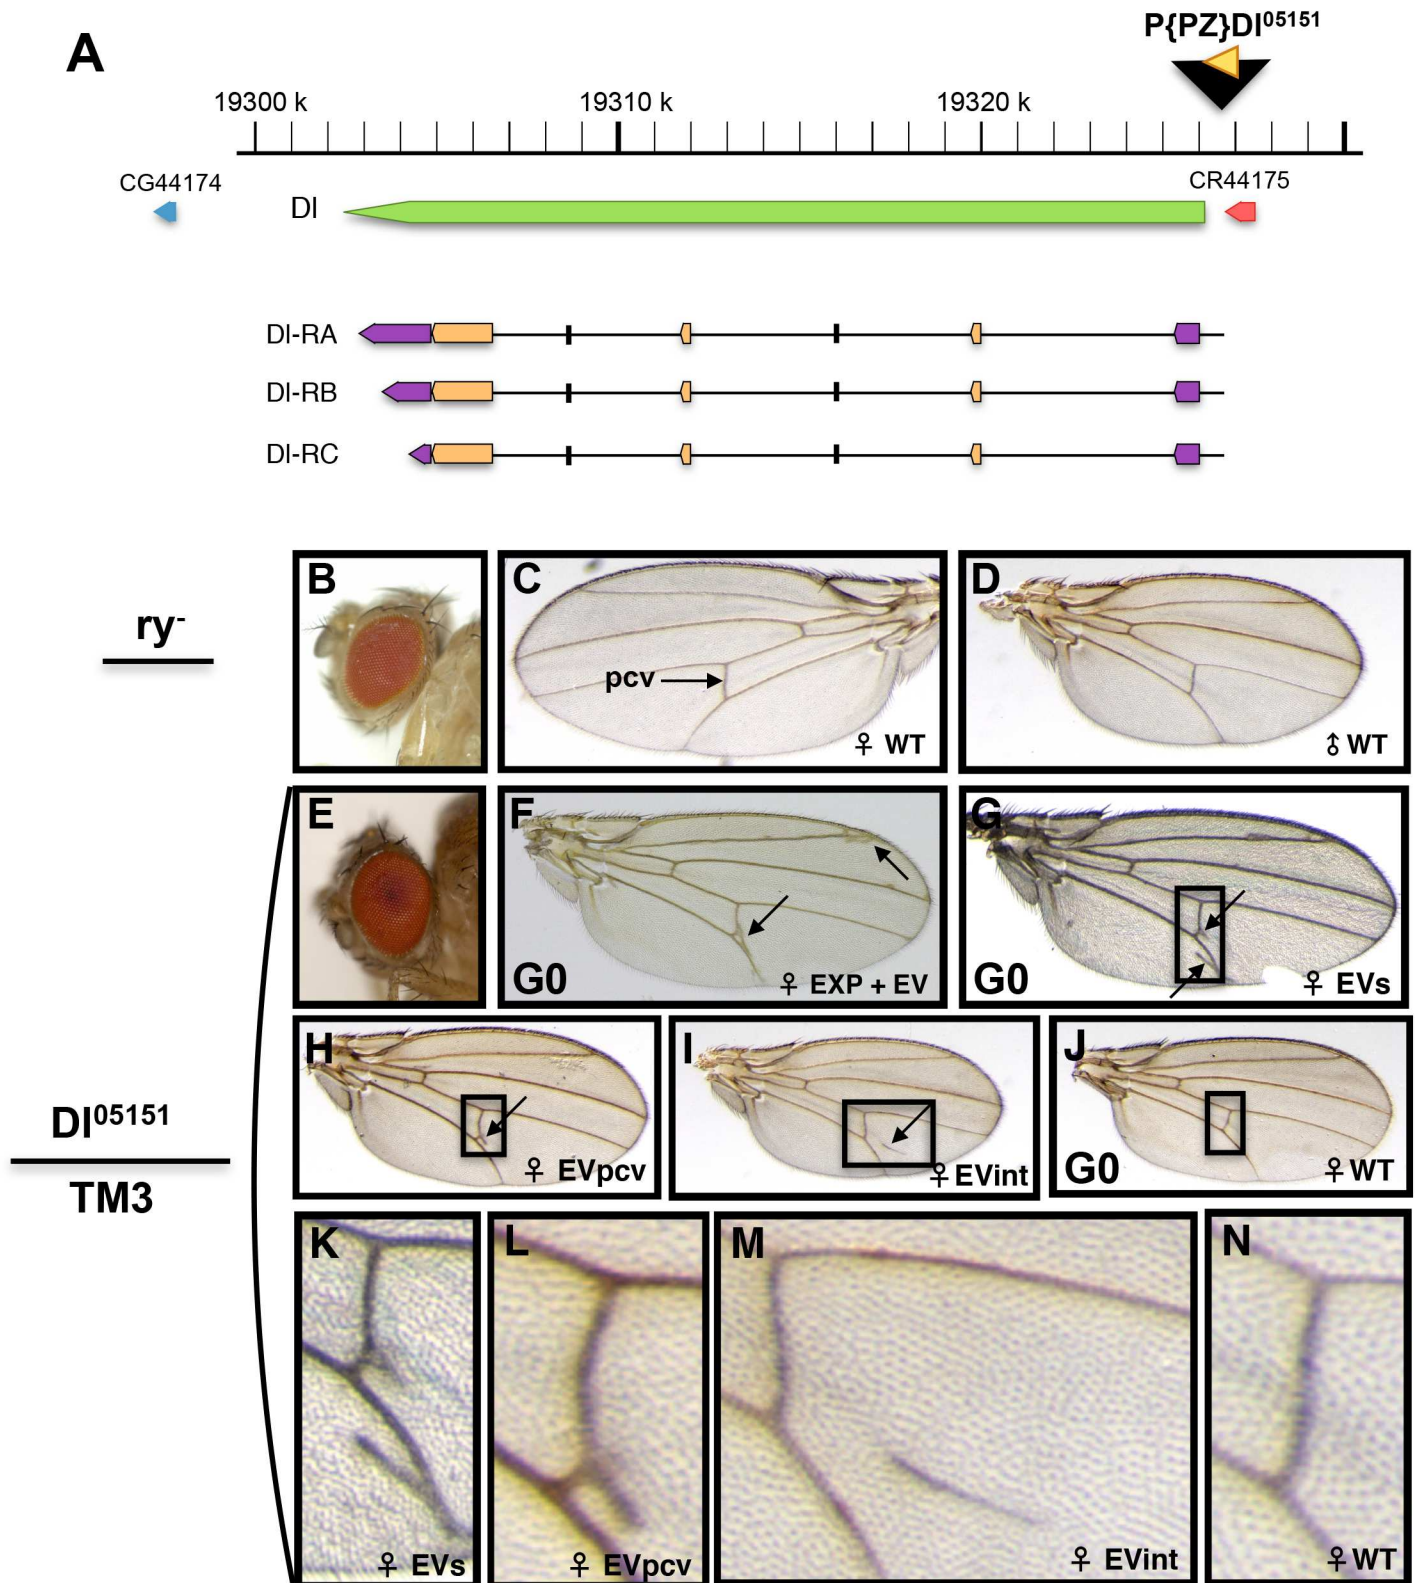 A
P{PZ}Dl05151
19300 k 19310 k 19320 k
CG44174
Dl
CR44175
Dl-RA
Dl-RB
Dl-RC
ry-
B
C
pcv
♀ WT
D
♂ WT
E
F
G0
♀ EXP + EV
G
G0
♀ EVs
Dl05151
TM3
H
♀ EVpcv
I
♀ EVint
J
G0
♀ WT
K
♀ EVs
L
♀ EVpcv
M
♀ EVint
N
♀ WT